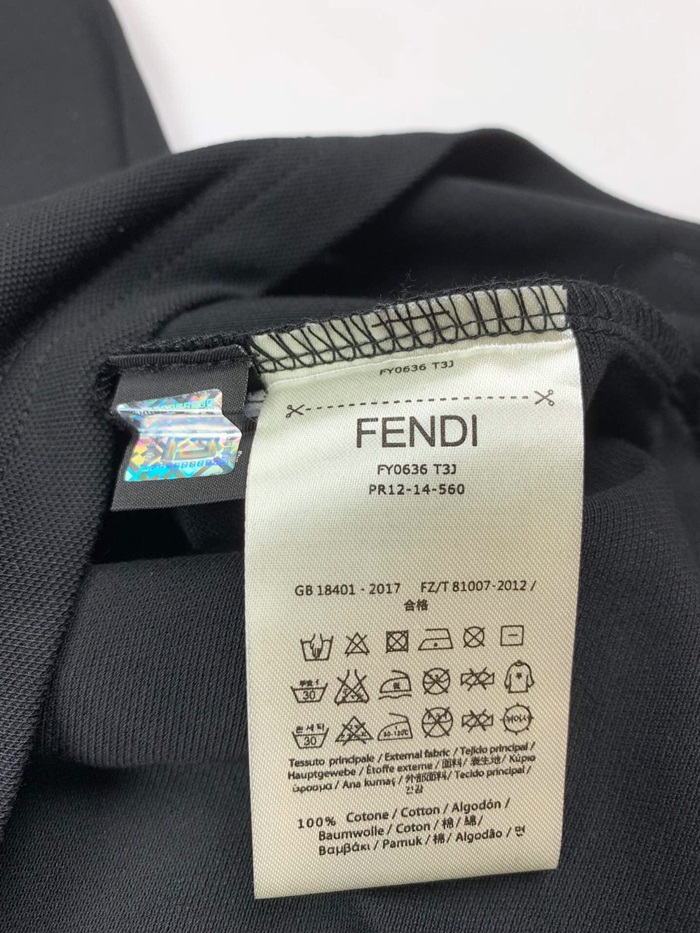 FY0636 T3J
FENDI
FY0636 T3J
PR12-14-560
GB 18401 - 2017 FZ/T 81007-2012 /
合格
30
30
Tessuto principale / External fabric / Tejido principal /
Hauptgewebe / Étoffe externe / 面料 / 表生地 / Κύριο
ύφασμα / Ana kumaş / 外部面料 / Tecido principal /
겉감
100% Cotone / Cotton / Algodón /
Baumwolle / Coton / 棉 / 綿 /
Βαμβάκι / Pamuk / 棉 / Algodão / 면